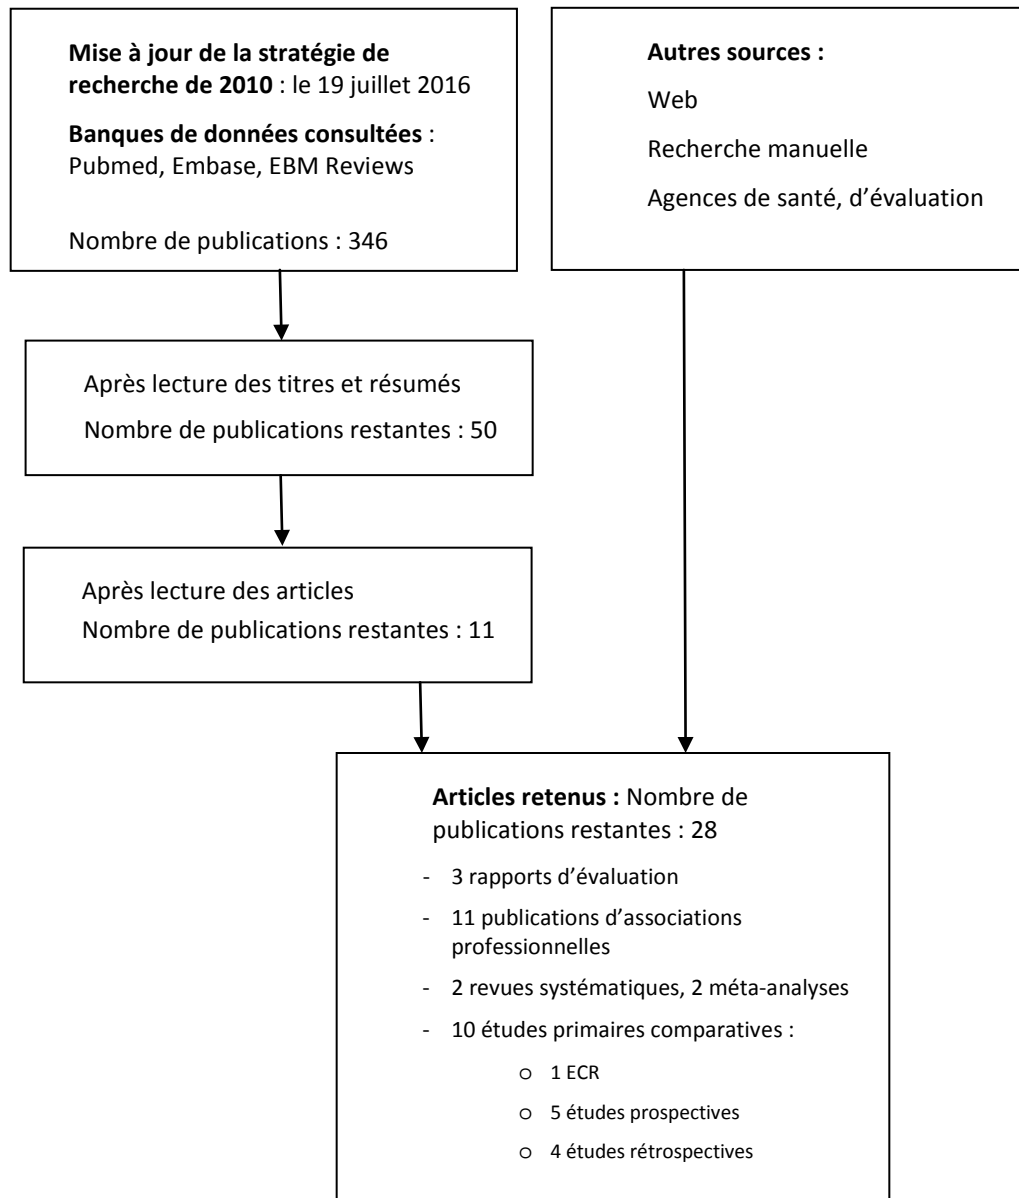 Mise à jour de la stratégie de
recherche de 2010 : le 19 juillet 2016
Banques de données consultées :
Pubmed, Embase, EBM Reviews
Nombre de publications : 346
Autres sources :
Web
Recherche manuelle
Agences de santé, d’évaluation
Après lecture des titres et résumés
Nombre de publications restantes : 50
Après lecture des articles
Nombre de publications restantes : 11
Articles retenus : Nombre de
publications restantes : 28
- 3 rapports d’évaluation
- 11 publications d’associations
professionnelles
- 2 revues systématiques, 2 méta-analyses
- 10 études primaires comparatives :
o 1 ECR
o 5 études prospectives
o 4 études rétrospectives